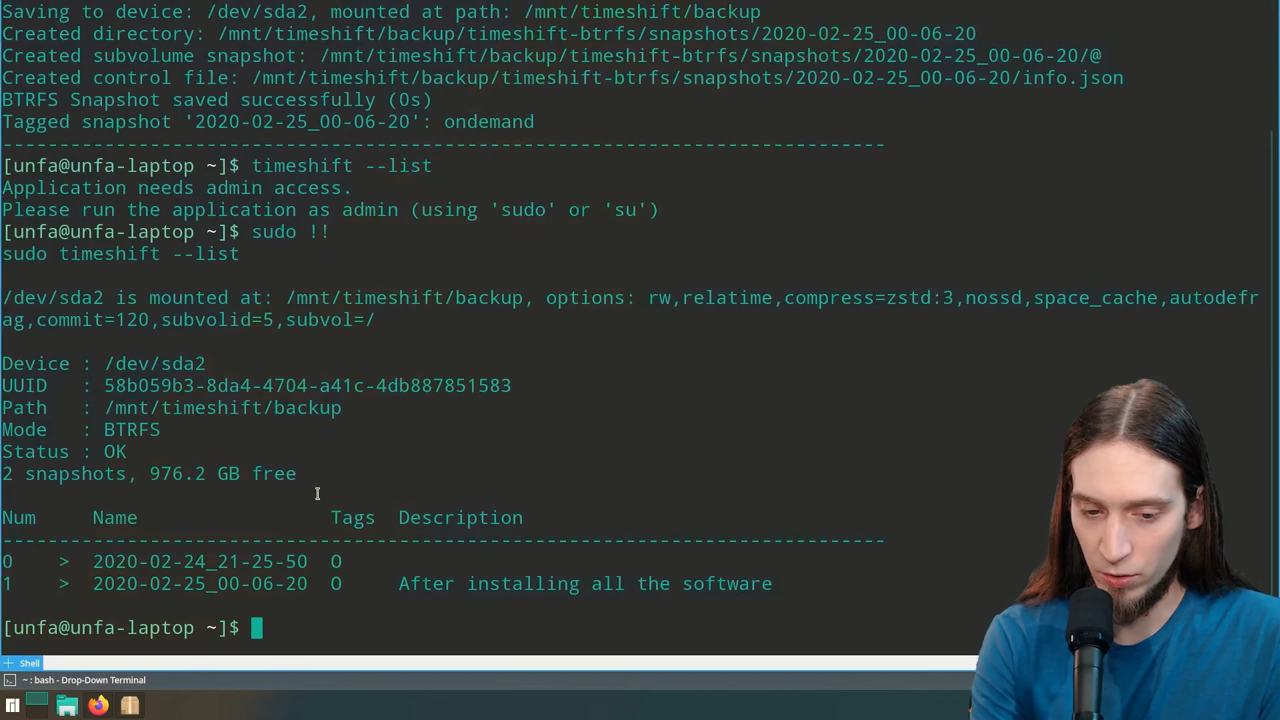 Saving to device: /dev/sda2, mounted at path: /mnt/timeshift/backup
Created directory: /mnt/timeshift/backup/timeshift-btrfs/snapshots/2020-02-25_00-06-20
Created subvolume snapshot: /mnt/timeshift/backup/timeshift-btrfs/snapshots/2020-02-25_00-06-20/@
Created control file: /mnt/timeshift/backup/timeshift-btrfs/snapshots/2020-02-25_00-06-20/info.json
BTRFS Snapshot saved successfully (0s)
Tagged snapshot '2020-02-25_00-06-20': ondemand
------------------------------------------------------------------------------
[unfa@unfa-laptop ~]$ timeshift --list
Application needs admin access.
Please run the application as admin (using 'sudo' or 'su')
[unfa@unfa-laptop ~]$ sudo !!
sudo timeshift --list
/dev/sda2 is mounted at: /mnt/timeshift/backup, options: rw,relatime,compress=zstd:3,nossd,space_cache,autodefr
ag,commit=120,subvolid=5,subvol=/
Device : /dev/sda2
UUID   : 58b059b3-8da4-4704-a41c-4db887851583
Path   : /mnt/timeshift/backup
Mode   : BTRFS
Status : OK
2 snapshots, 976.2 GB free
Num     Name                 Tags  Description
------------------------------------------------------------------------------
0    >  2020-02-24_21-25-50  O
1    >  2020-02-25_00-06-20  O     After installing all the software
[unfa@unfa-laptop ~]$
Shell
~ : bash - Drop-Down Terminal